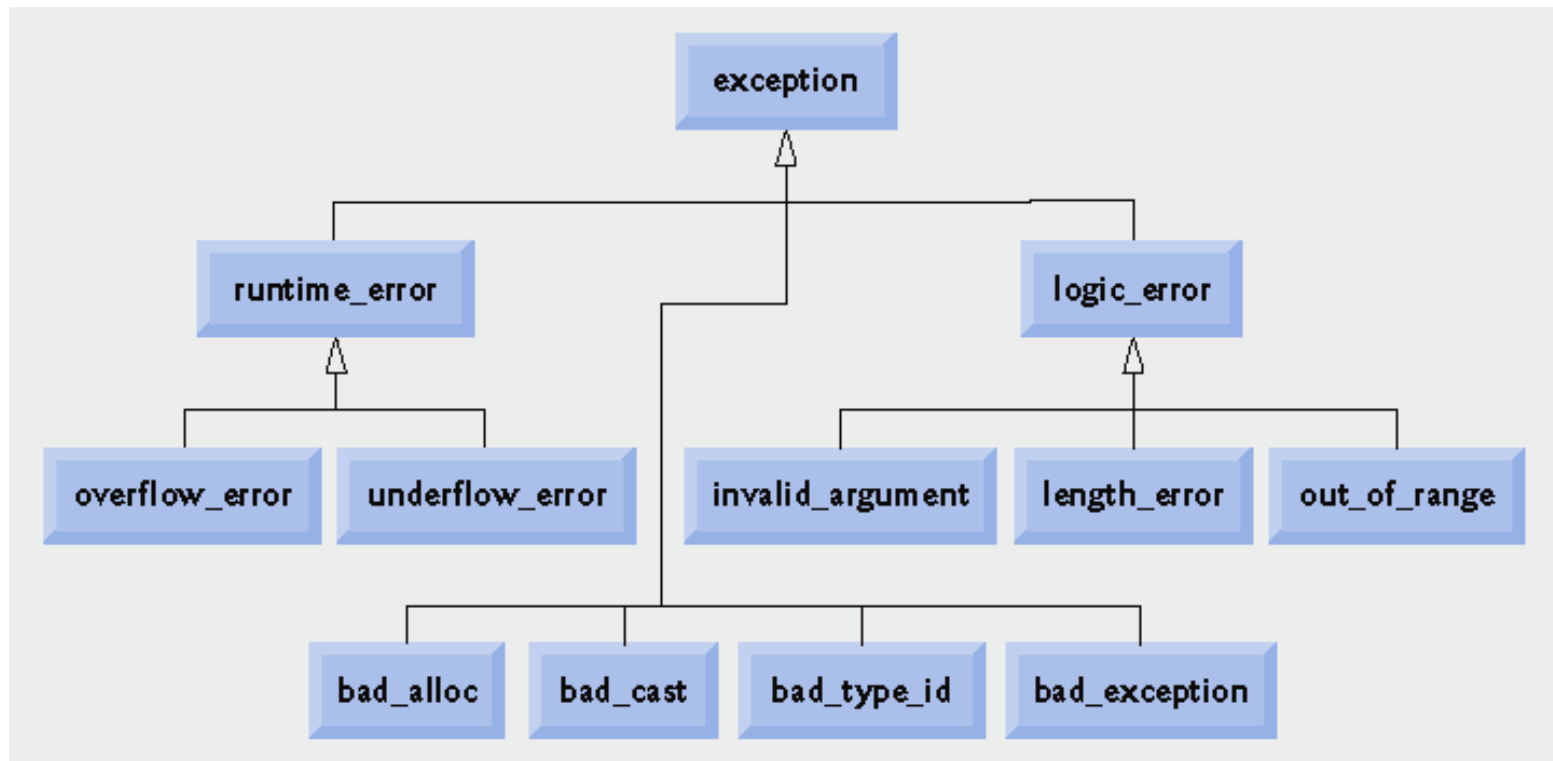 exception
runtime_error
logic_error
overflow_error
underflow_error
invalid_argument
length_error
out_of_range
bad_alloc
bad_cast
bad_type_id
bad_exception